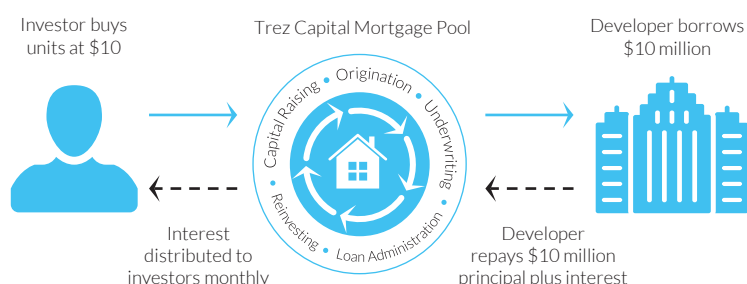 Investor buys
units at $10
Trez Capital Mortgage Pool
Developer borrows
$10 million
Capital Raising • Origination • Underwriting • Loan Administration • Reinvesting •
Interest
distributed to
investors monthly
Developer
repays $10 million
principal plus interest